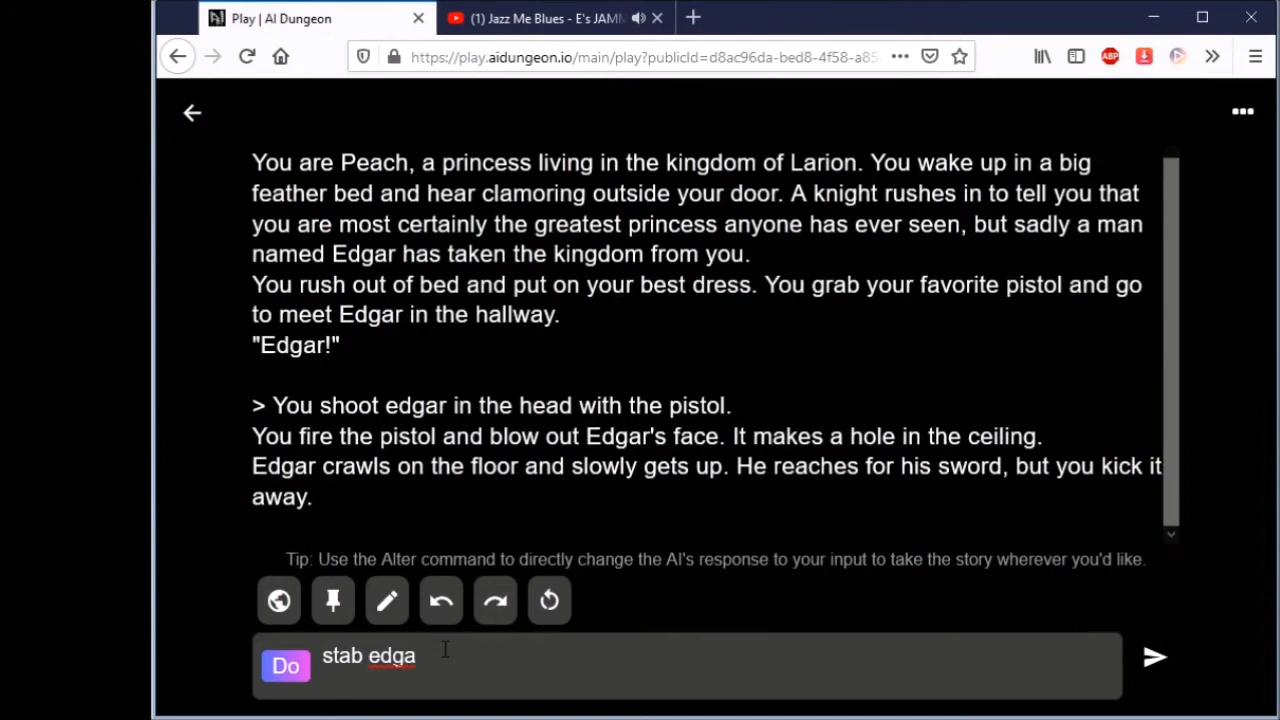 Play | AI Dungeon
(1) Jazz Me Blues - E's JAMM
https://play.aidungeon.io/main/play?publicId=d8ac96da-bed8-4f58-a85
ABP
You are Peach, a princess living in the kingdom of Larion. You wake up in a big
feather bed and hear clamoring outside your door. A knight rushes in to tell you that
you are most certainly the greatest princess anyone has ever seen, but sadly a man
named Edgar has taken the kingdom from you.
You rush out of bed and put on your best dress. You grab your favorite pistol and go
to meet Edgar in the hallway.
"Edgar!"
> You shoot edgar in the head with the pistol.
You fire the pistol and blow out Edgar's face. It makes a hole in the ceiling.
Edgar crawls on the floor and slowly gets up. He reaches for his sword, but you kick it
away.
Tip: Use the Alter command to directly change the AI's response to your input to take the story wherever you'd like.
Do stab edga